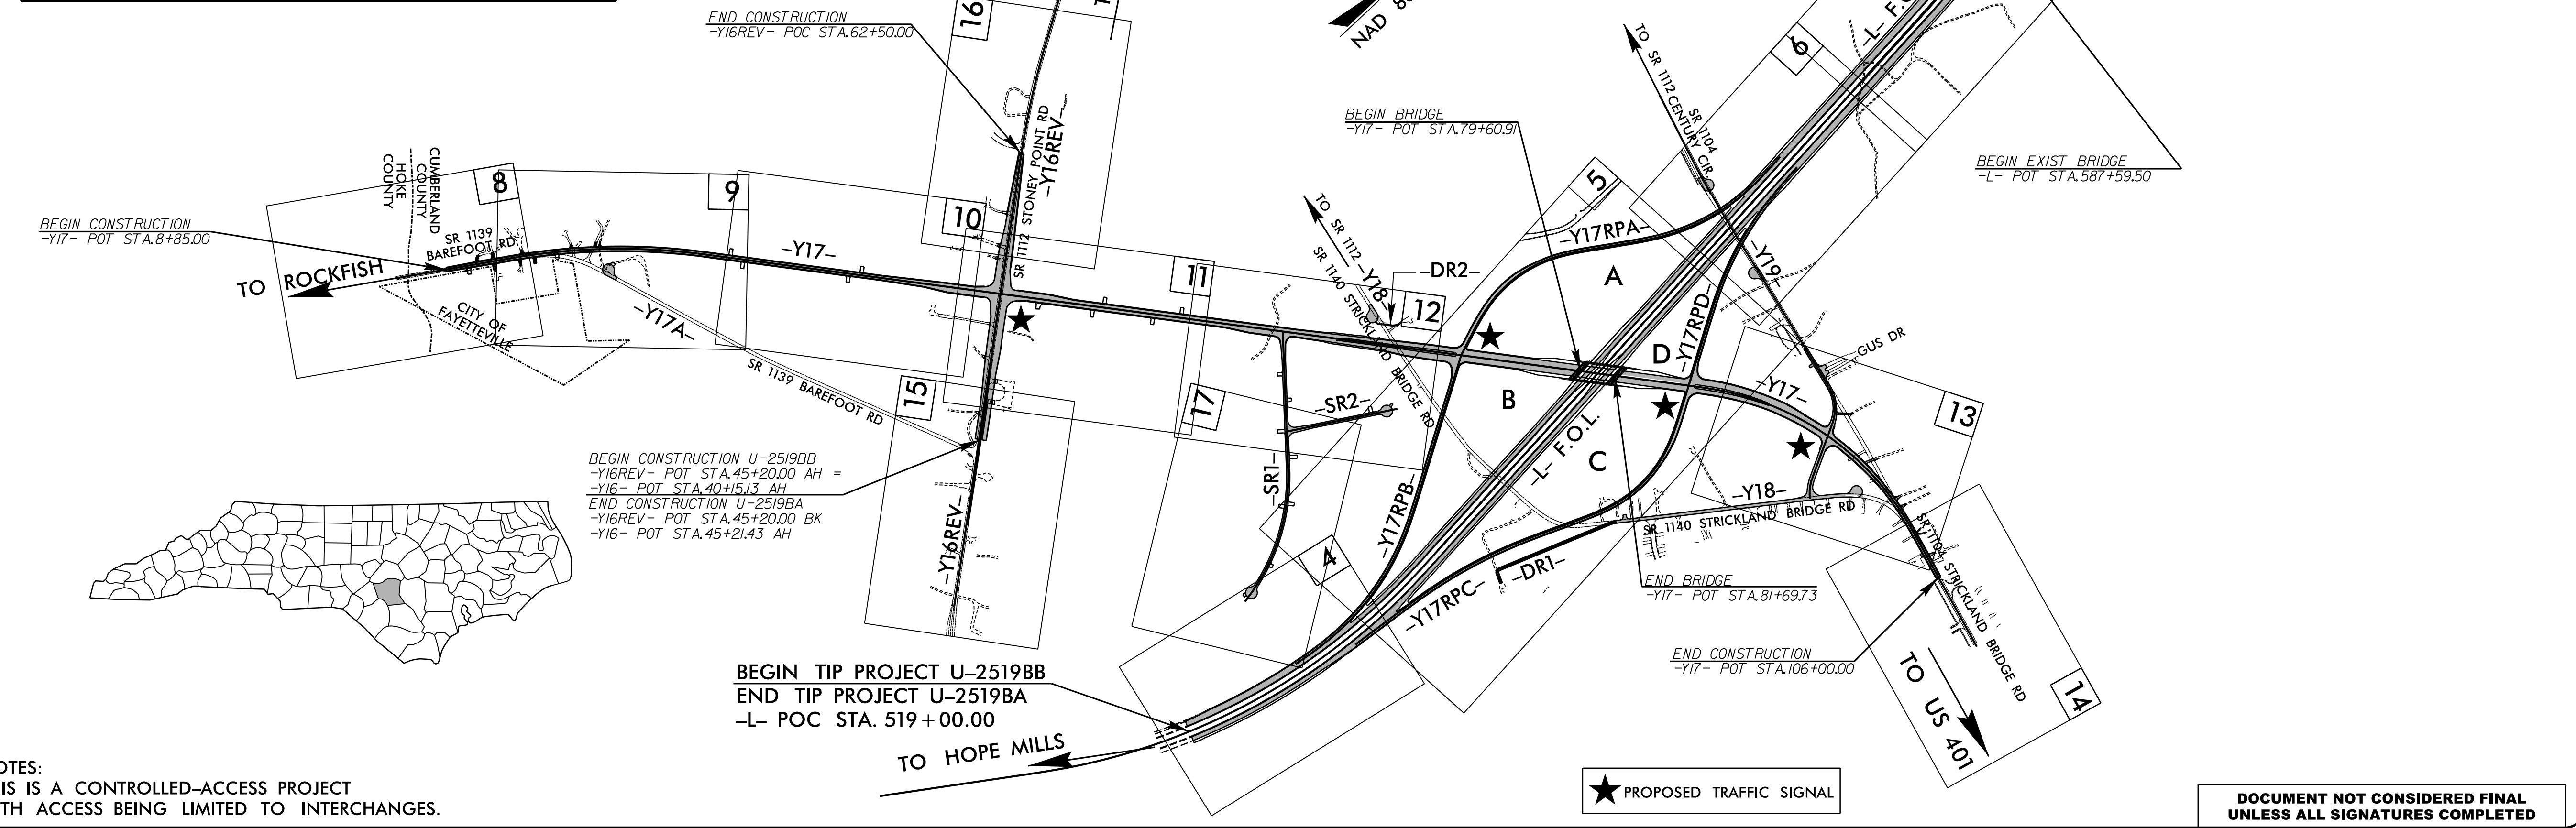 END CONSTRUCTION
-Y16REV- POC STA.62+50.00
16
NAD 8
-L- F.O.
6
TO SR 1112
SR 1104
CENTURY CIR
BEGIN BRIDGE
-Y17- POT STA.79+60.91
BEGIN EXIST BRIDGE
-L- POT STA.587+59.50
HOKE
COUNTY
CUMBERLAND
COUNTY
8
9
10
SR 1112 STONEY POINT RD
-Y16REV-
5
BEGIN CONSTRUCTION
-Y17- POT STA.8+85.00
SR 1139
BAREFOOT RD
TO ROCKFISH
CITY OF
FAYETTEVILLE
-Y17A-
SR 1139 BAREFOOT RD
-Y17-
11
12
TO SR 1112
-Y18-
SR 1140 STRICKLAND BRIDGE RD
-DR2-
-Y17RPA-
A
B
C
D
-Y17RPD-
-Y19-
GUS DR
-Y17-
13
15
17
-SR2-
-SR1-
-L- F.O.L.
-Y17RPB-
-Y18-
SR 1140 STRICKLAND BRIDGE RD
BEGIN CONSTRUCTION U-2519BB
-Y16REV- POT STA.45+20.00 AH =
-Y16- POT STA.40+15.13 AH
END CONSTRUCTION U-2519BA
-Y16REV- POT STA.45+20.00 BK
-Y16- POT STA.45+21.43 AH
-Y16REV-
4
-DR1-
-Y17RPC-
SR 1104 STRICKLAND BRIDGE RD
END BRIDGE
-Y17- POT STA.81+69.73
END CONSTRUCTION
-Y17- POT STA.106+00.00
TO US 401
14
BEGIN TIP PROJECT U-2519BB
END TIP PROJECT U-2519BA
-L- POC STA. 519+00.00
TO HOPE MILLS
OTES:
IS IS A CONTROLLED-ACCESS PROJECT
TH ACCESS BEING LIMITED TO INTERCHANGES.
PROPOSED TRAFFIC SIGNAL
DOCUMENT NOT CONSIDERED FINAL
UNLESS ALL SIGNATURES COMPLETED